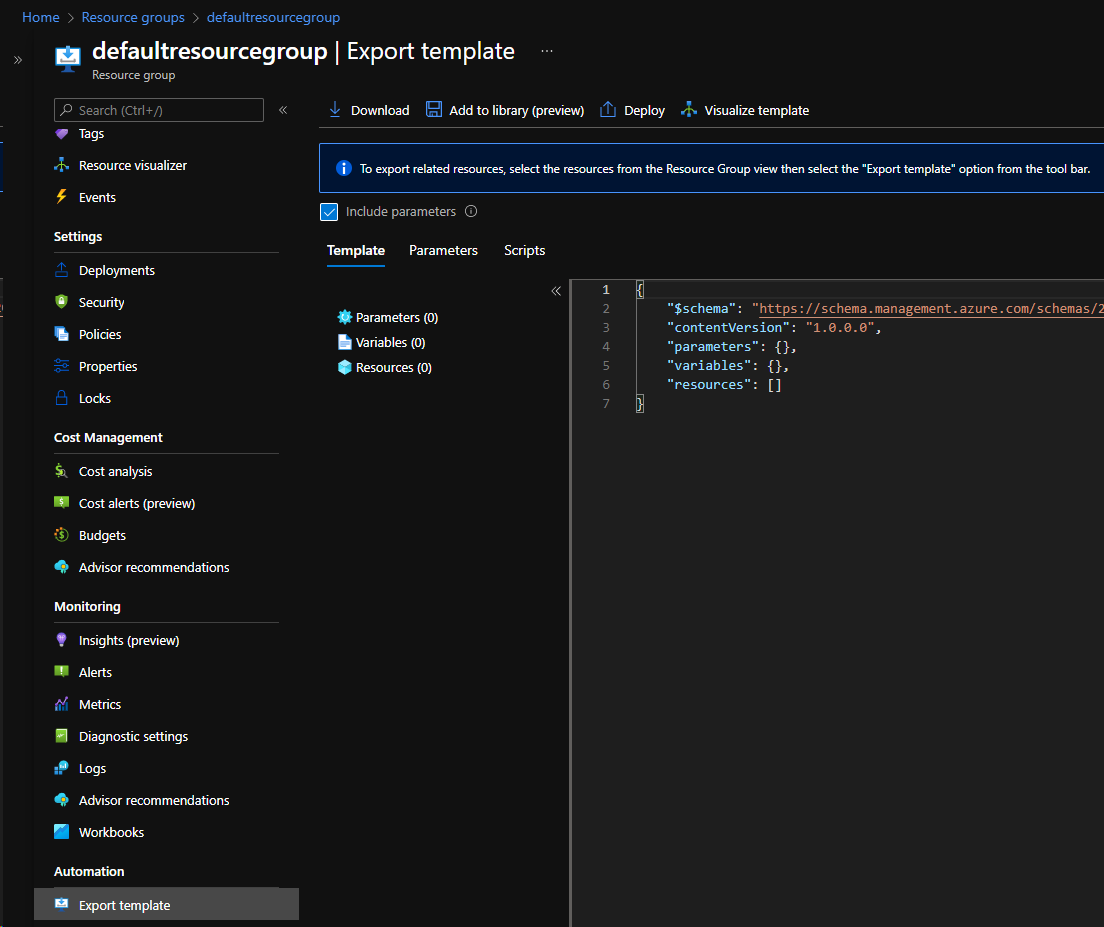 Home > Resource groups > defaultresourcegroup
»
defaultresourcegroup | Export template ...
Resource group
Search (Ctrl+/)
«
Tags
Resource visualizer
Events
Settings
Deployments
Security
Policies
Properties
Locks
Cost Management
Cost analysis
Cost alerts (preview)
Budgets
Advisor recommendations
Monitoring
Insights (preview)
Alerts
Metrics
Diagnostic settings
Logs
Advisor recommendations
Workbooks
Automation
Export template
Download Add to library (preview) Deploy Visualize template
To export related resources, select the resources from the Resource Group view then select the "Export template" option from the tool bar.
Include parameters
Template Parameters Scripts
«
Parameters (0)
Variables (0)
Resources (0)
1 {
2 "$schema": "https://schema.management.azure.com/schemas/2
3 "contentVersion": "1.0.0.0",
4 "parameters": {},
5 "variables": {},
6 "resources": []
7 }